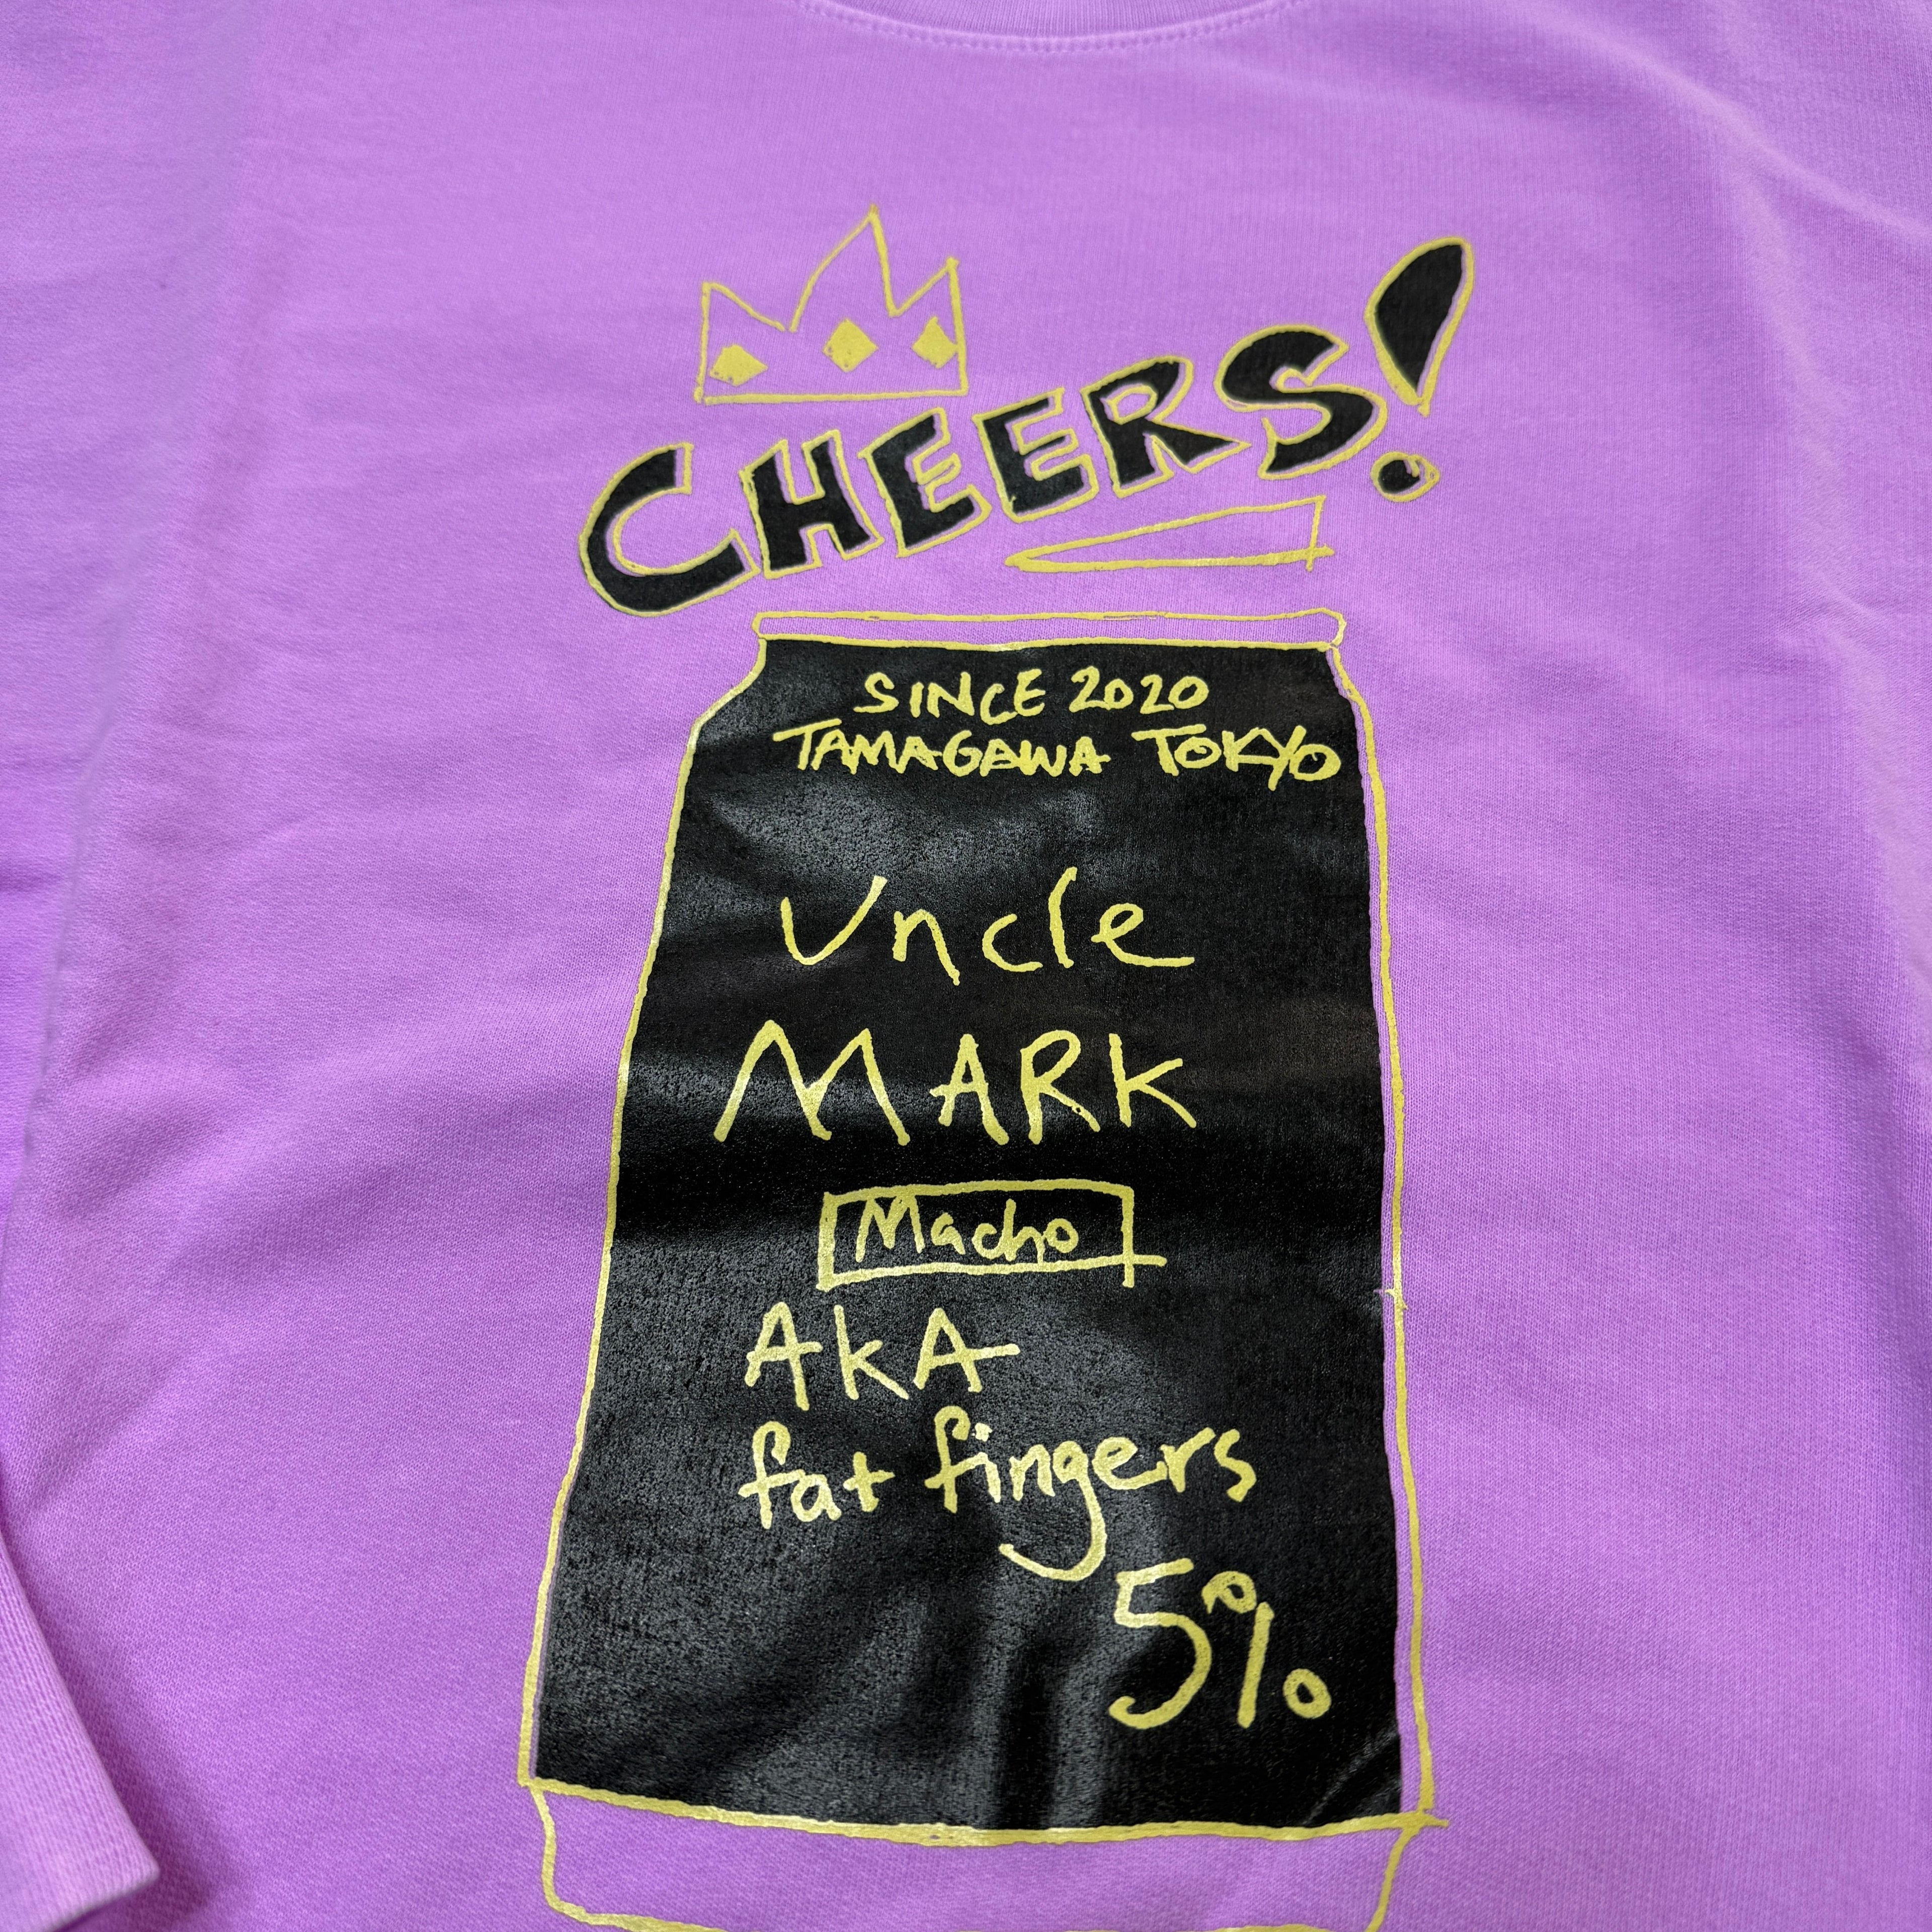 CHEERS!
SINCE 2020
TAMAGAWA TOKYO
Uncle
MARK
Macho
AkA
fat fingers
5%